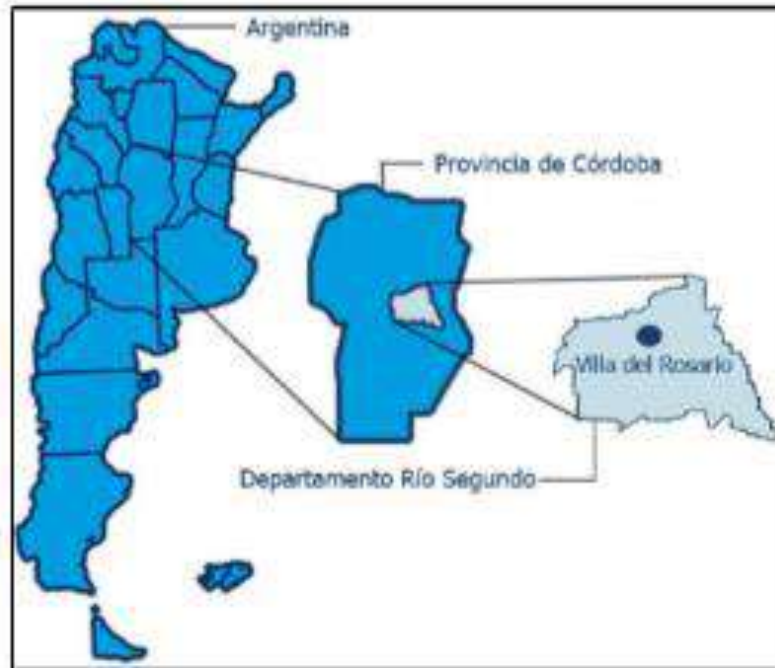 Argentina
Provincia de Córdoba
Villa del Rosario
Departamento Río Segundo